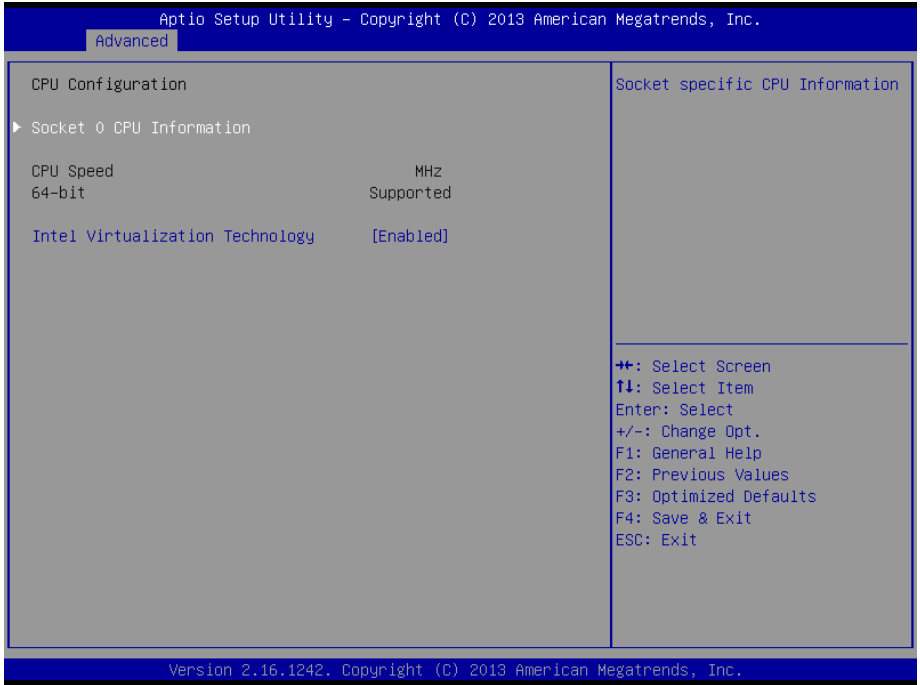 Aptio Setup Utility – Copyright (C) 2013 American Megatrends, Inc.
Advanced
CPU Configuration
Socket 0 CPU Information
CPU Speed MHz
64-bit Supported
Intel Virtualization Technology [Enabled]
Socket specific CPU Information
→←: Select Screen
↑↓: Select Item
Enter: Select
+/-: Change Opt.
F1: General Help
F2: Previous Values
F3: Optimized Defaults
F4: Save & Exit
ESC: Exit
Version 2.16.1242. Copyright (C) 2013 American Megatrends, Inc.